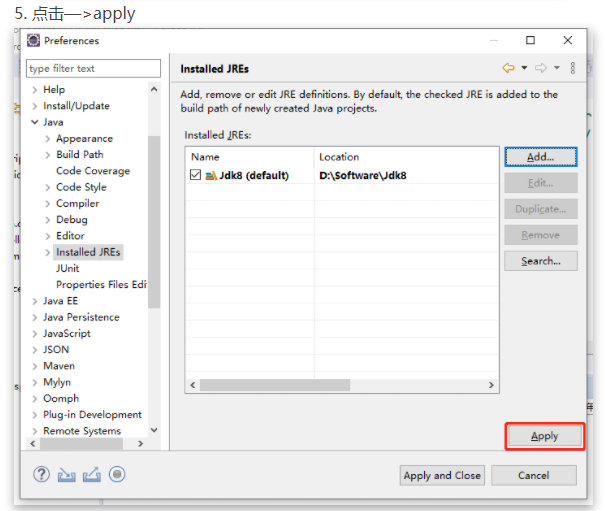 5. 点击—>apply
Preferences
type filter text
Installed JREs
Help
Install/Update
Java
Appearance
Build Path
Code Coverage
Code Style
Compiler
Debug
Editor
Installed JREs
JUnit
Properties Files Edi
Java EE
Java Persistence
JavaScript
JSON
Maven
Mylyn
Oomph
Plug-in Development
Remote Systems
Add, remove or edit JRE definitions. By default, the checked JRE is added to the
build path of newly created Java projects.
Installed JREs:
Name Location
Jdk8 (default) D:\Software\Jdk8
Add...
Edit...
Duplicate...
Remove
Search...
Apply
Apply and Close Cancel